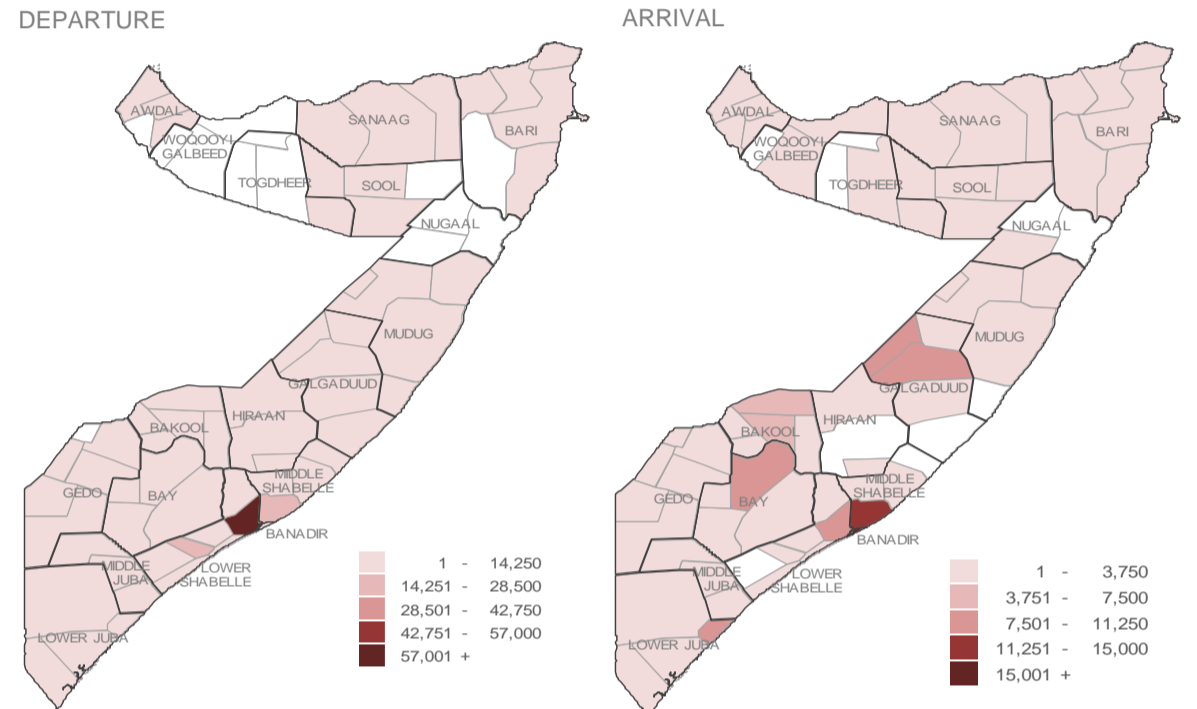 DEPARTURE
AWDAL
WOQOOYI
GALBEED
TOGDHEER
SANAAG
SOOL
BARI
NUGAAL
MUDUG
GALGADUUD
HIRAAN
BAKOOL
GEDO
BAY
MIDDLE
SHABELLE
BANADIR
LOWER
SHABELLE
MIDDLE
JUBA
LOWER JUBA
1 - 14,250
14,251 - 28,500
28,501 - 42,750
42,751 - 57,000
57,001 +
ARRIVAL
AWDAL
WOQOOYI
GALBEED
TOGDHEER
SANAAG
SOOL
BARI
NUGAAL
MUDUG
GALGADUUD
HIRAAN
BAKOOL
GEDO
BAY
MIDDLE
SHABELLE
BANADIR
LOWER
SHABELLE
MIDDLE
JUBA
LOWER JUBA
1 - 3,750
3,751 - 7,500
7,501 - 11,250
11,251 - 15,000
15,001 +